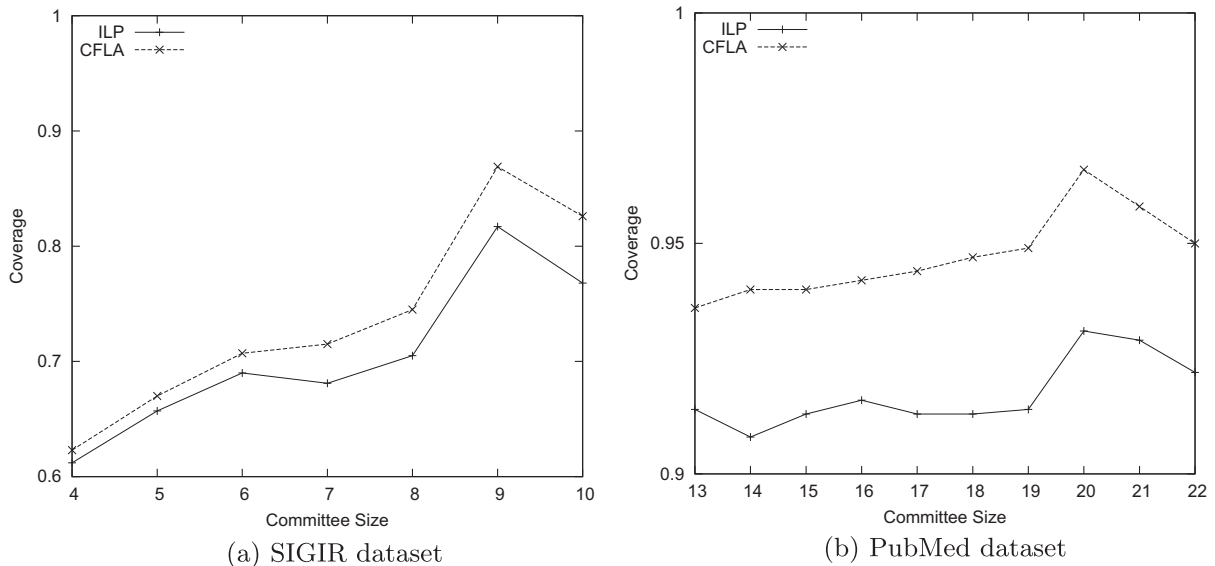 ILP
CFLA
1
0.9
0.8
0.7
0.6
Coverage
4 5 6 7 8 9 10
Committee Size
(a) SIGIR dataset
ILP
CFLA
1
0.95
0.9
Coverage
13 14 15 16 17 18 19 20 21 22
Committee Size
(b) PubMed dataset